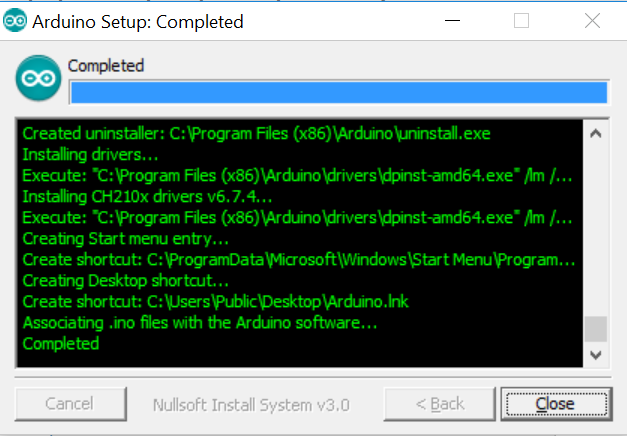 Arduino Setup: Completed
Completed
Created uninstaller: C:\Program Files (x86)\Arduino\uninstall.exe
Installing drivers...
Execute: "C:\Program Files (x86)\Arduino\drivers\dpinst-amd64.exe" /lm /...
Installing CH210x drivers v6.7.4...
Execute: "C:\Program Files (x86)\Arduino\drivers\dpinst-amd64.exe" /lm /...
Creating Start menu entry...
Create shortcut: C:\ProgramData\Microsoft\Windows\Start Menu\Program...
Creating Desktop shortcut...
Create shortcut: C:\Users\Public\Desktop\Arduino.lnk
Associating .ino files with the Arduino software...
Completed
Cancel Nullsoft Install System v3.0 < Back Close